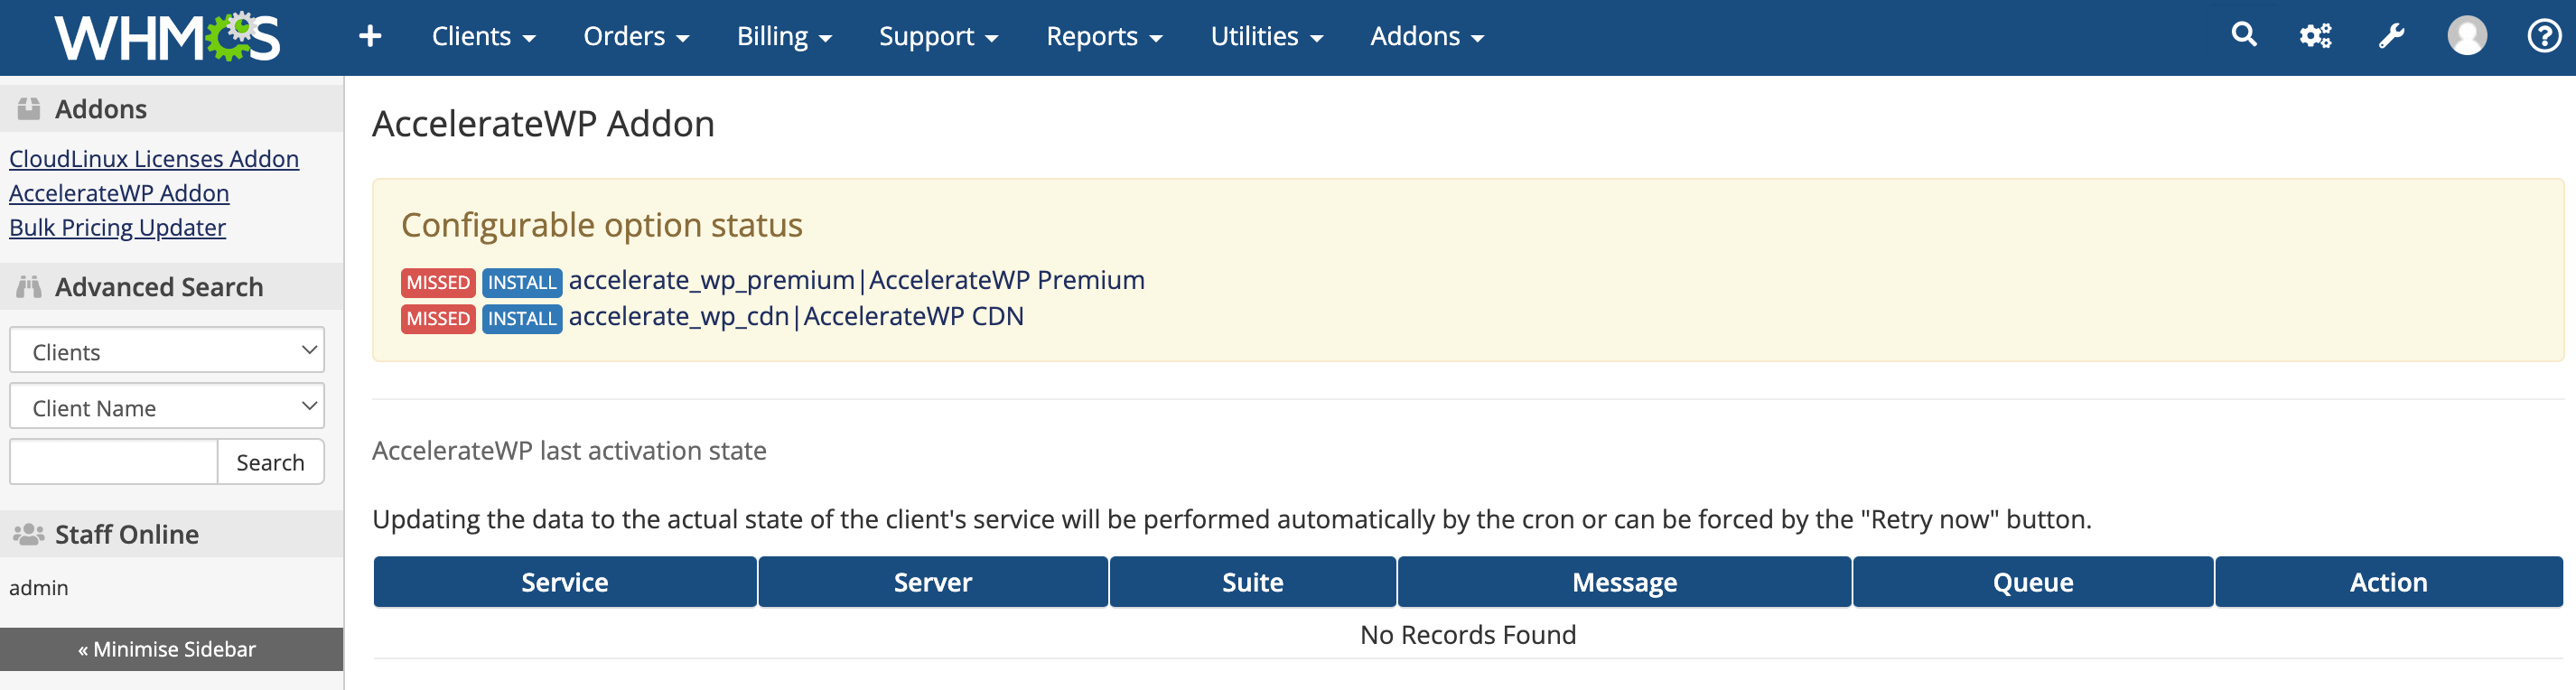 WHMCS
Clients Orders Billing Support Reports Utilities Addons
Addons
CloudLinux Licenses Addon
AccelerateWP Addon
Bulk Pricing Updater
Advanced Search
Clients
Client Name
Search
Staff Online
admin
« Minimise Sidebar
AccelerateWP Addon
Configurable option status
MISSED INSTALL accelerate_wp_premium|AccelerateWP Premium
MISSED INSTALL accelerate_wp_cdn|AccelerateWP CDN
AccelerateWP last activation state
Updating the data to the actual state of the client's service will be performed automatically by the cron or can be forced by the "Retry now" button.
Service Server Suite Message Queue Action
No Records Found